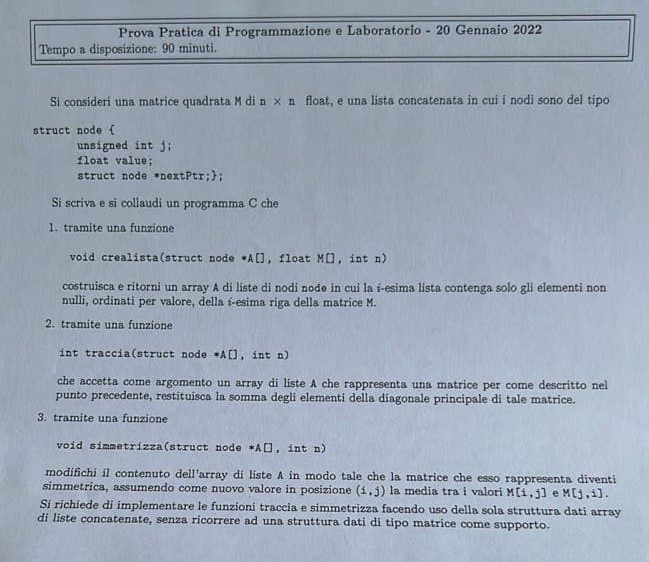 Prova Pratica di Programmazione e Laboratorio - 20 Gennaio 2022
Tempo a disposizione: 90 minuti.
Si consideri una matrice quadrata M di n × n float, e una lista concatenata in cui i nodi sono del tipo
struct node {
unsigned int j;
float value;
struct node *nextPtr;};
Si scriva e si collaudi un programma C che
1. tramite una funzione
void crealista(struct node *A[], float M[], int n)
costruisca e ritorni un array A di liste di nodi node in cui la i-esima lista contenga solo gli elementi non
nulli, ordinati per valore, della i-esima riga della matrice M.
2. tramite una funzione
int traccia(struct node *A[], int n)
che accetta come argomento un array di liste A che rappresenta una matrice per come descritto nel
punto precedente, restituisca la somma degli elementi della diagonale principale di tale matrice.
3. tramite una funzione
void simmetrizza(struct node *A[], int n)
modifichi il contenuto dell'array di liste A in modo tale che la matrice che esso rappresenta diventi
simmetrica, assumendo come nuovo valore in posizione (i,j) la media tra i valori M[i,j] e M[j,i].
Si richiede di implementare le funzioni traccia e simmetrizza facendo uso della sola struttura dati array
di liste concatenate, senza ricorrere ad una struttura dati di tipo matrice come supporto.